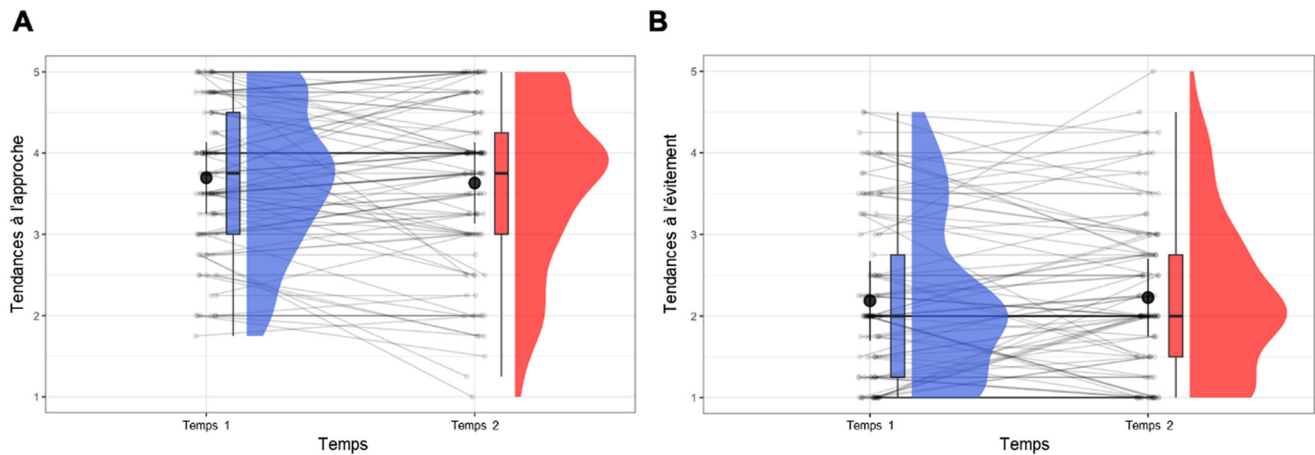 A
Tendances à l'approche
5
4
3
2
1
Temps 1
Temps 2
Temps
B
Tendances à l'évitement
5
4
3
2
1
Temps 1
Temps 2
Temps